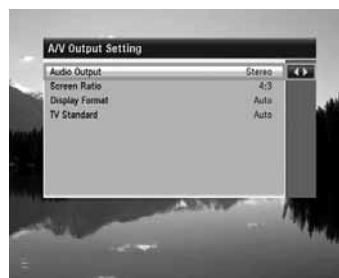 A/V Output Setting
Audio Output Stereo
Screen Ratio 4:3
Display Format Auto
TV Standard Auto